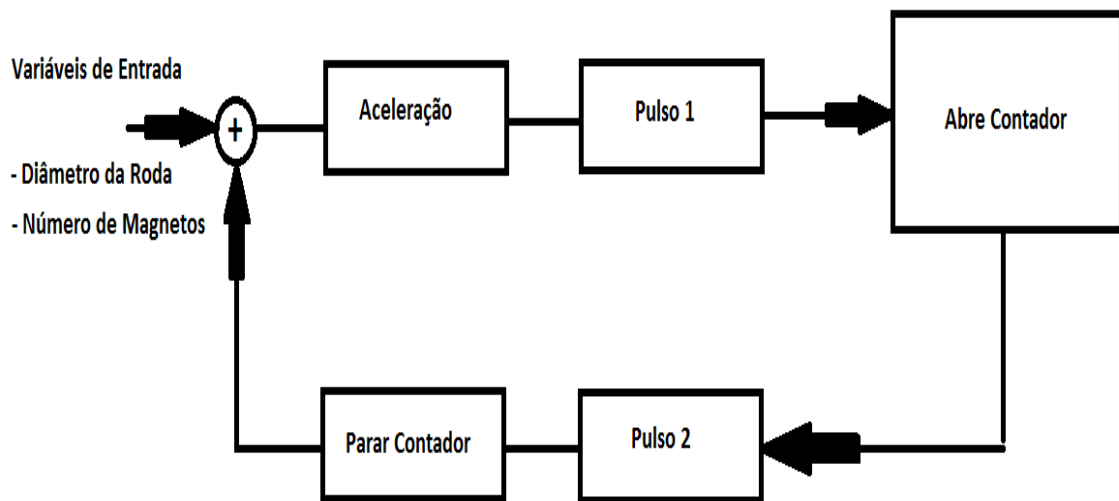 Variáveis de Entrada
+
- Diâmetro da Roda
- Número de Magnetos
Aceleração
Pulso 1
Abre Contador
Pulso 2
Parar Contador